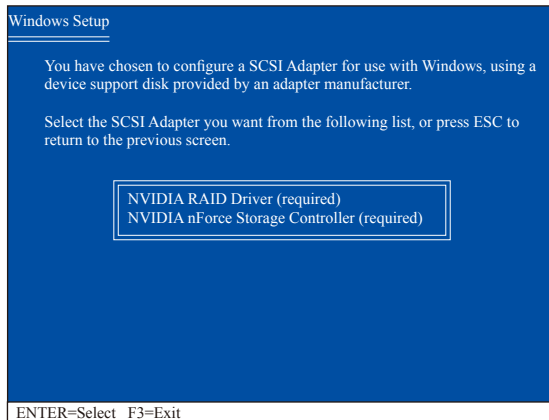 Windows Setup
You have chosen to configure a SCSI Adapter for use with Windows, using a
device support disk provided by an adapter manufacturer.
Select the SCSI Adapter you want from the following list, or press ESC to
return to the previous screen.
NVIDIA RAID Driver (required)
NVIDIA nForce Storage Controller (required)
ENTER=Select F3=Exit